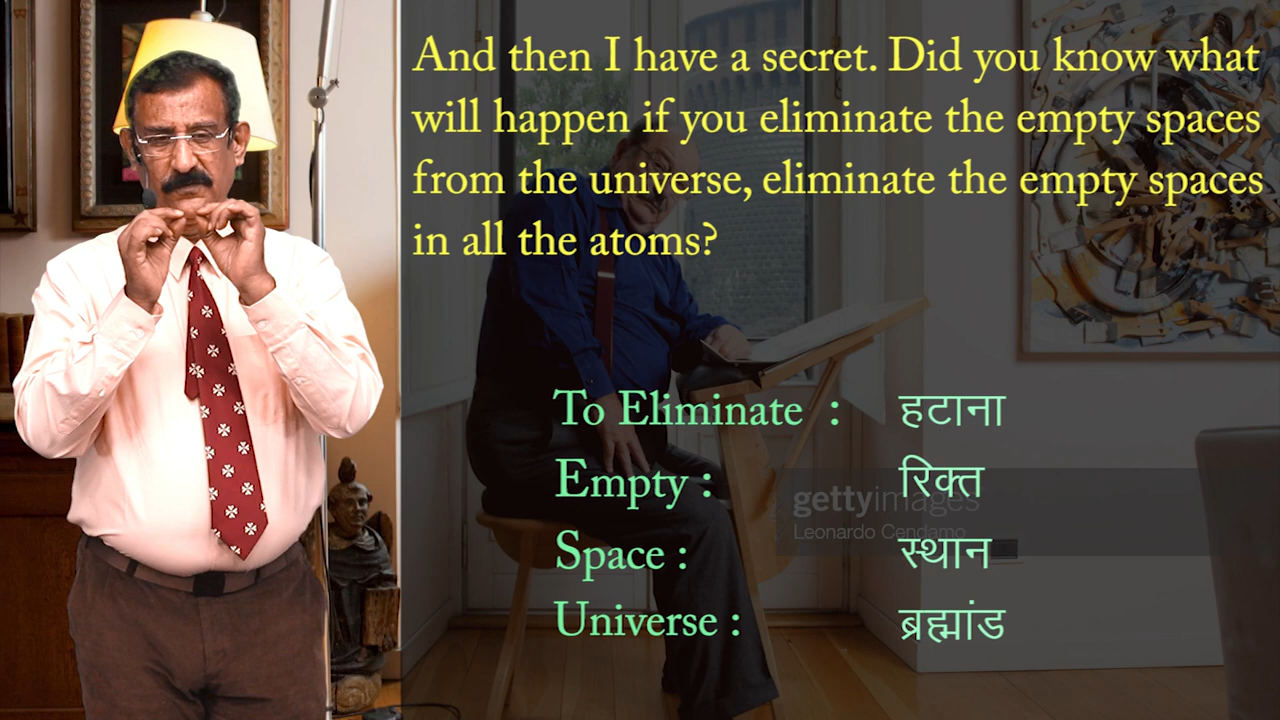 And then I have a secret. Did you know what
will happen if you eliminate the empty spaces
from the universe, eliminate the empty spaces
in all the atoms?
To Eliminate : हटाना
Empty : रिक्त
gettyimages
Leonardo Cendamo
Space : स्थान
Universe : ब्रह्मांड